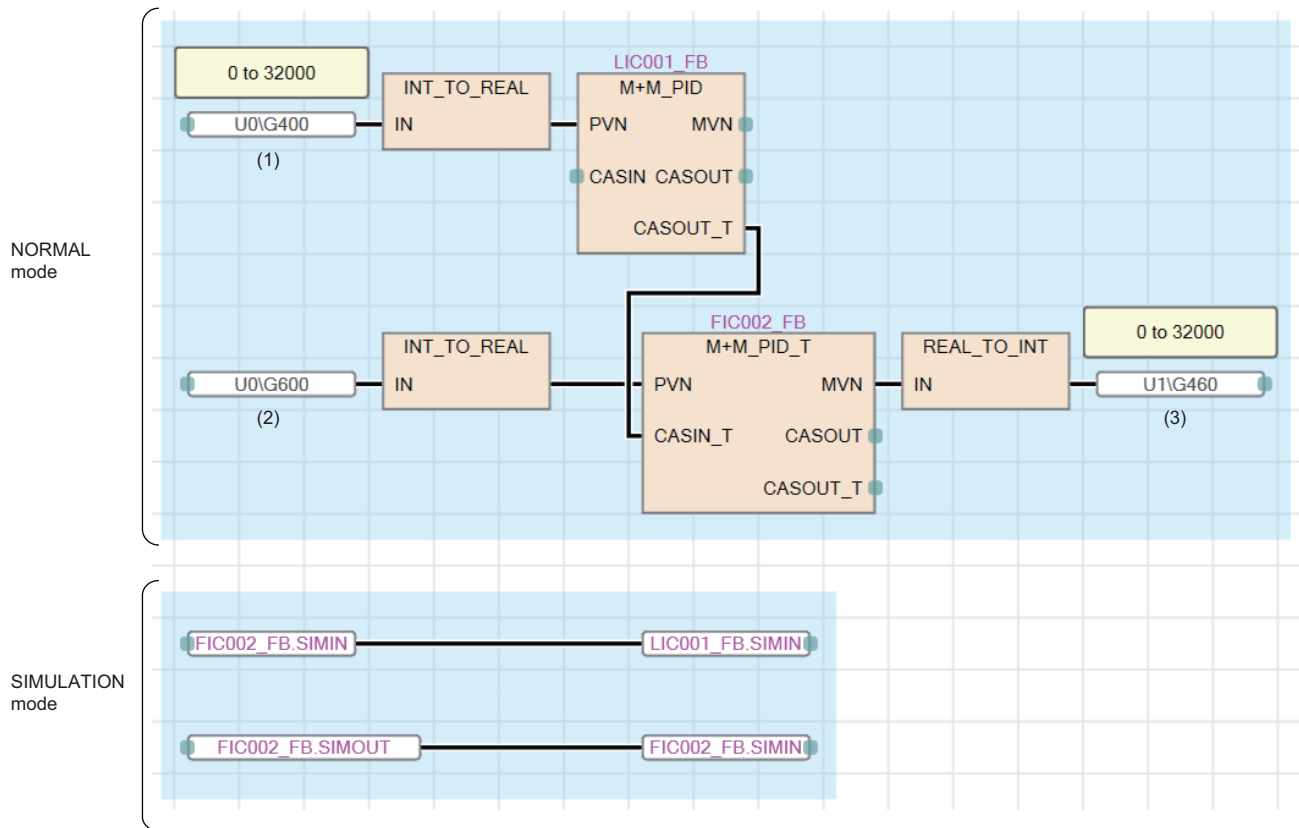 NORMAL
mode
0 to 32000
U0\G400
(1)
INT_TO_REAL
IN
LIC001_FB
M+M_PID
PVN MVN
CASIN CASOUT
CASOUT_T
U0\G600
(2)
INT_TO_REAL
IN
FIC002_FB
M+M_PID_T
PVN MVN
CASIN_T CASOUT
CASOUT_T
REAL_TO_INT
IN
0 to 32000
U1\G460
(3)
SIMULATION
mode
FIC002_FB.SIMIN LIC001_FB.SIMIN
FIC002_FB.SIMOUT FIC002_FB.SIMIN